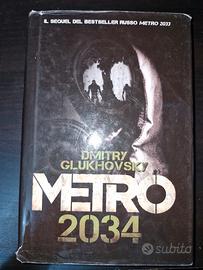 IL SEQUEL DEL BESTSELLER RUSSO METRO 2033
DMITRY
GLUKHOVSKY
METRO
2034
subito